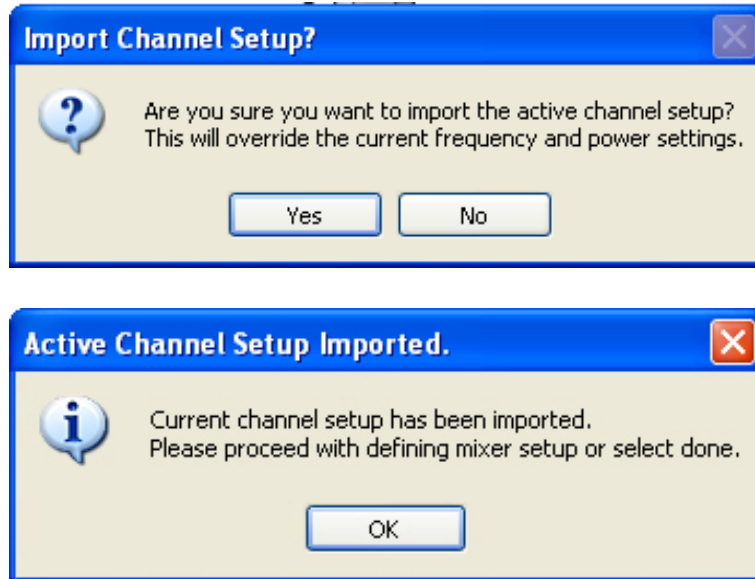 Import Channel Setup?
Are you sure you want to import the active channel setup?
This will override the current frequency and power settings.
Yes No
Active Channel Setup Imported.
Current channel setup has been imported.
Please proceed with defining mixer setup or select done.
OK